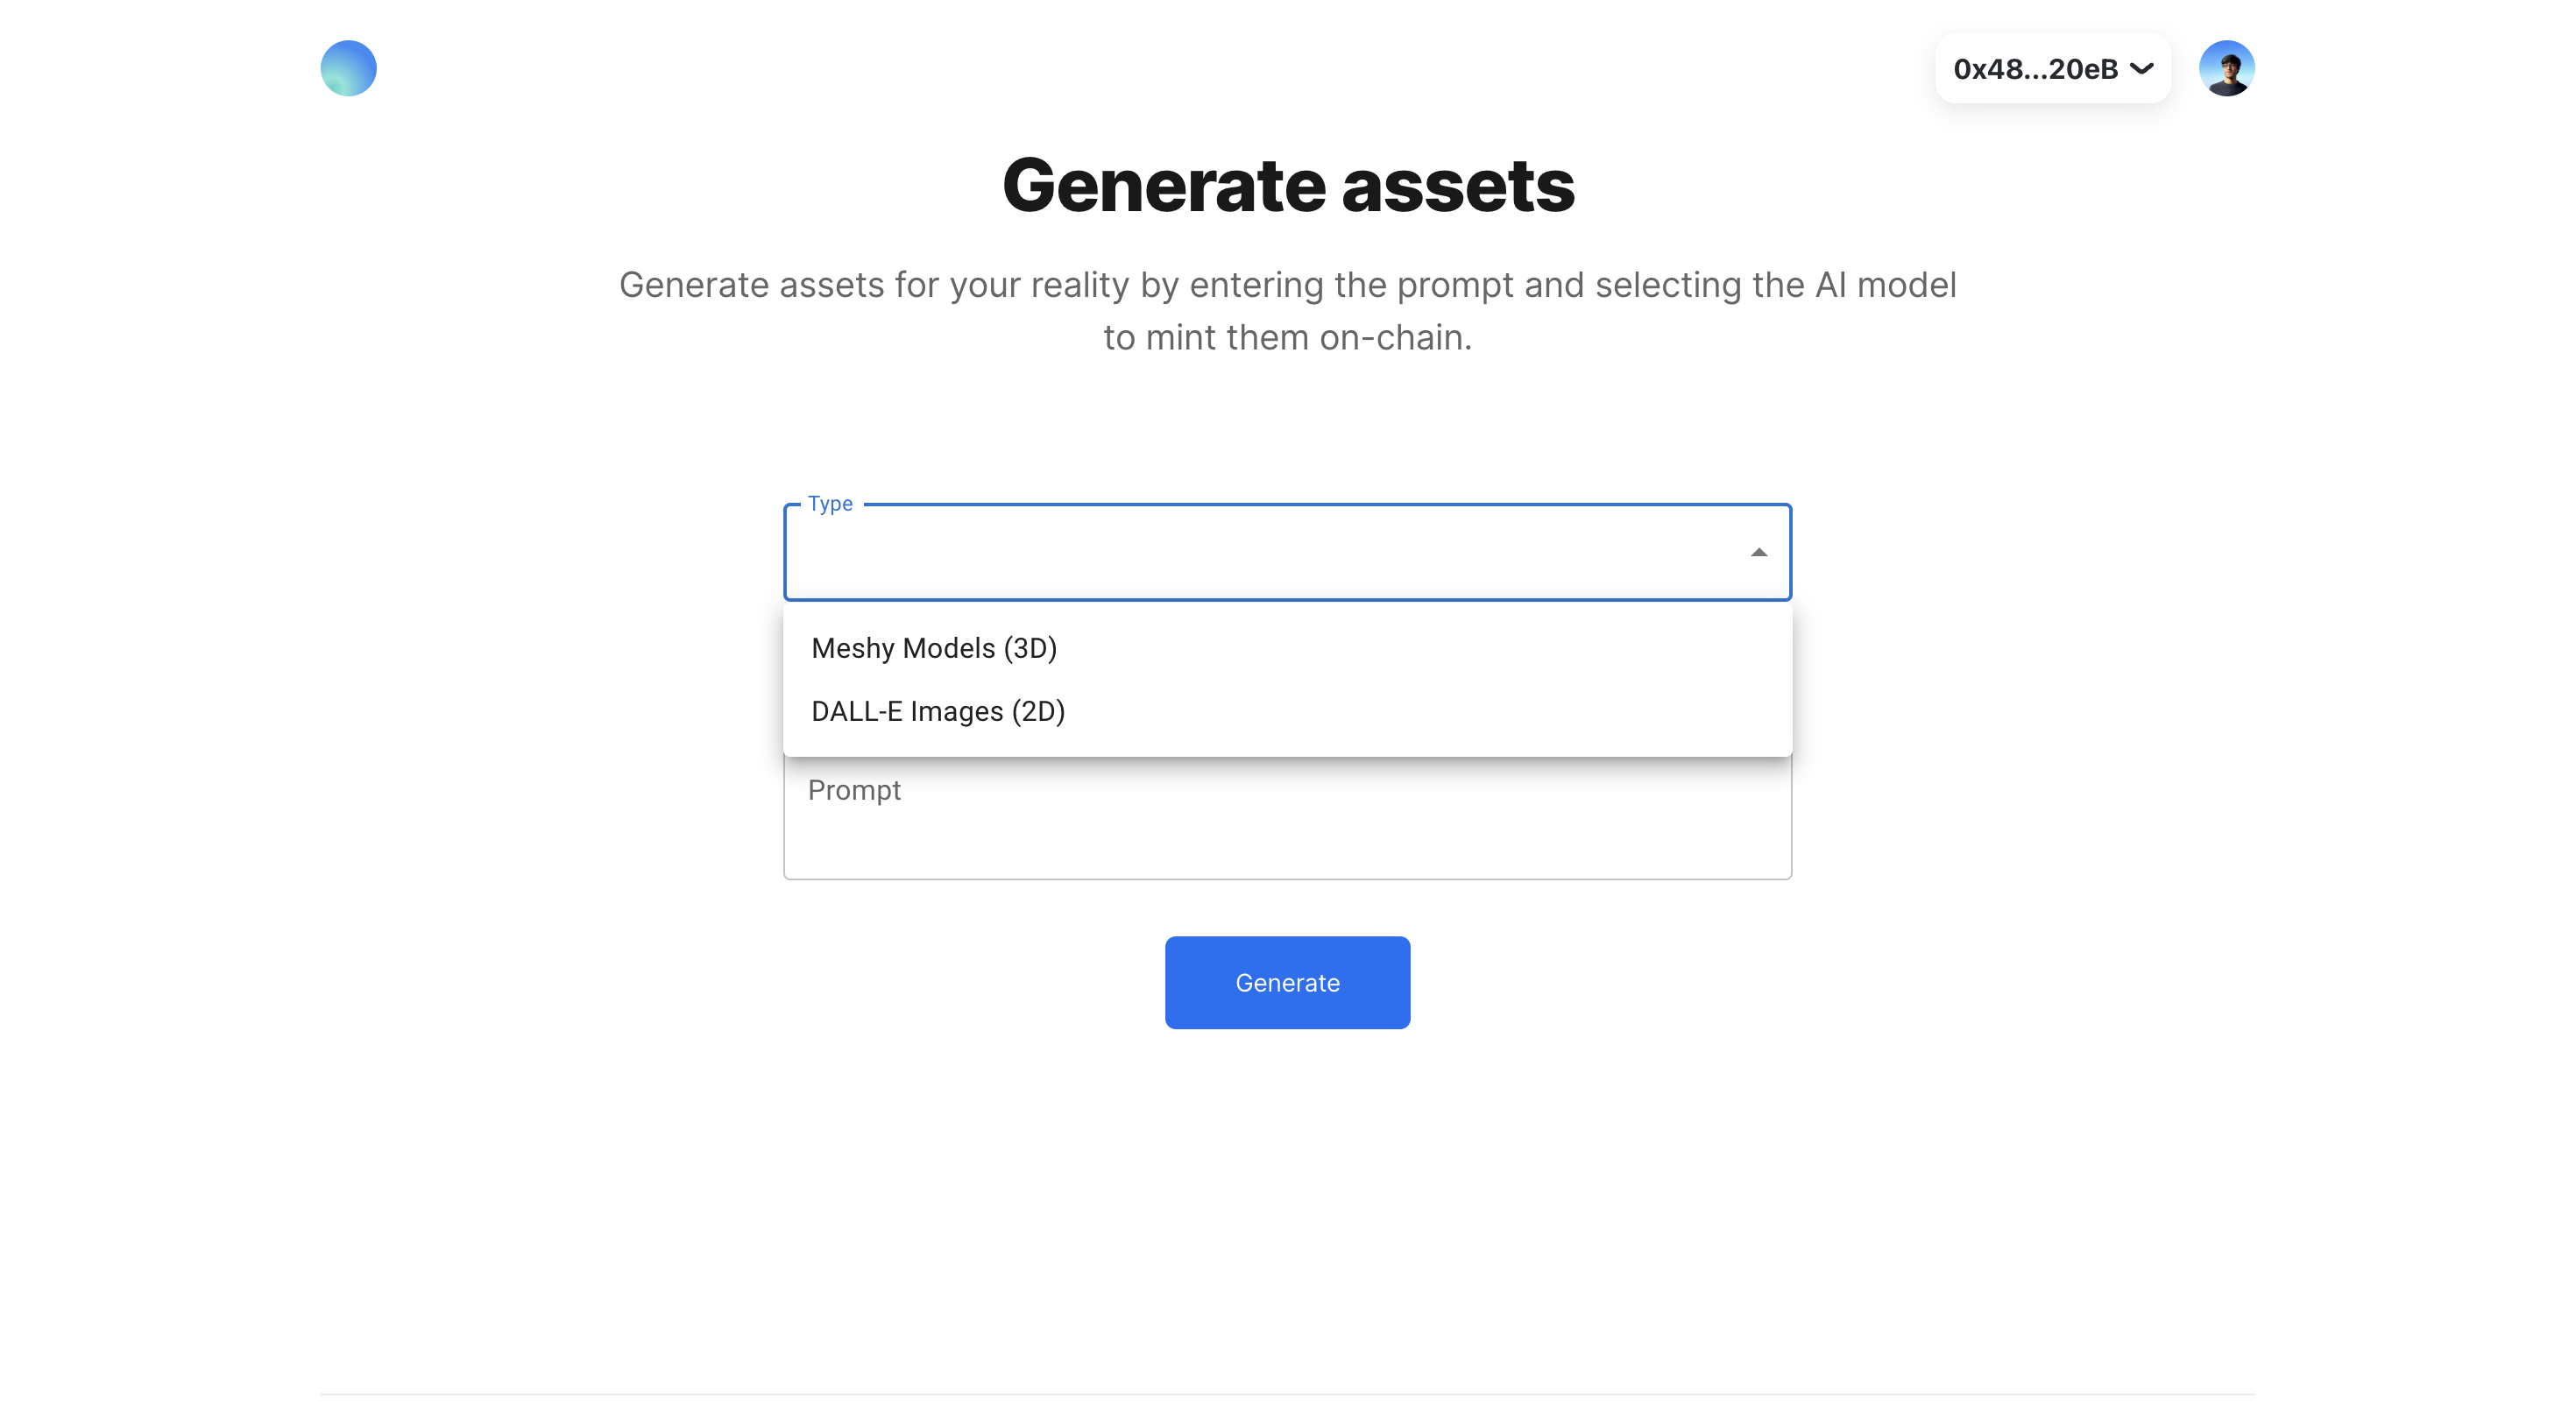 0x48...20eB
Generate assets
Generate assets for your reality by entering the prompt and selecting the AI model
to mint them on-chain.
Type
Meshy Models (3D)
DALL-E Images (2D)
Prompt
Generate